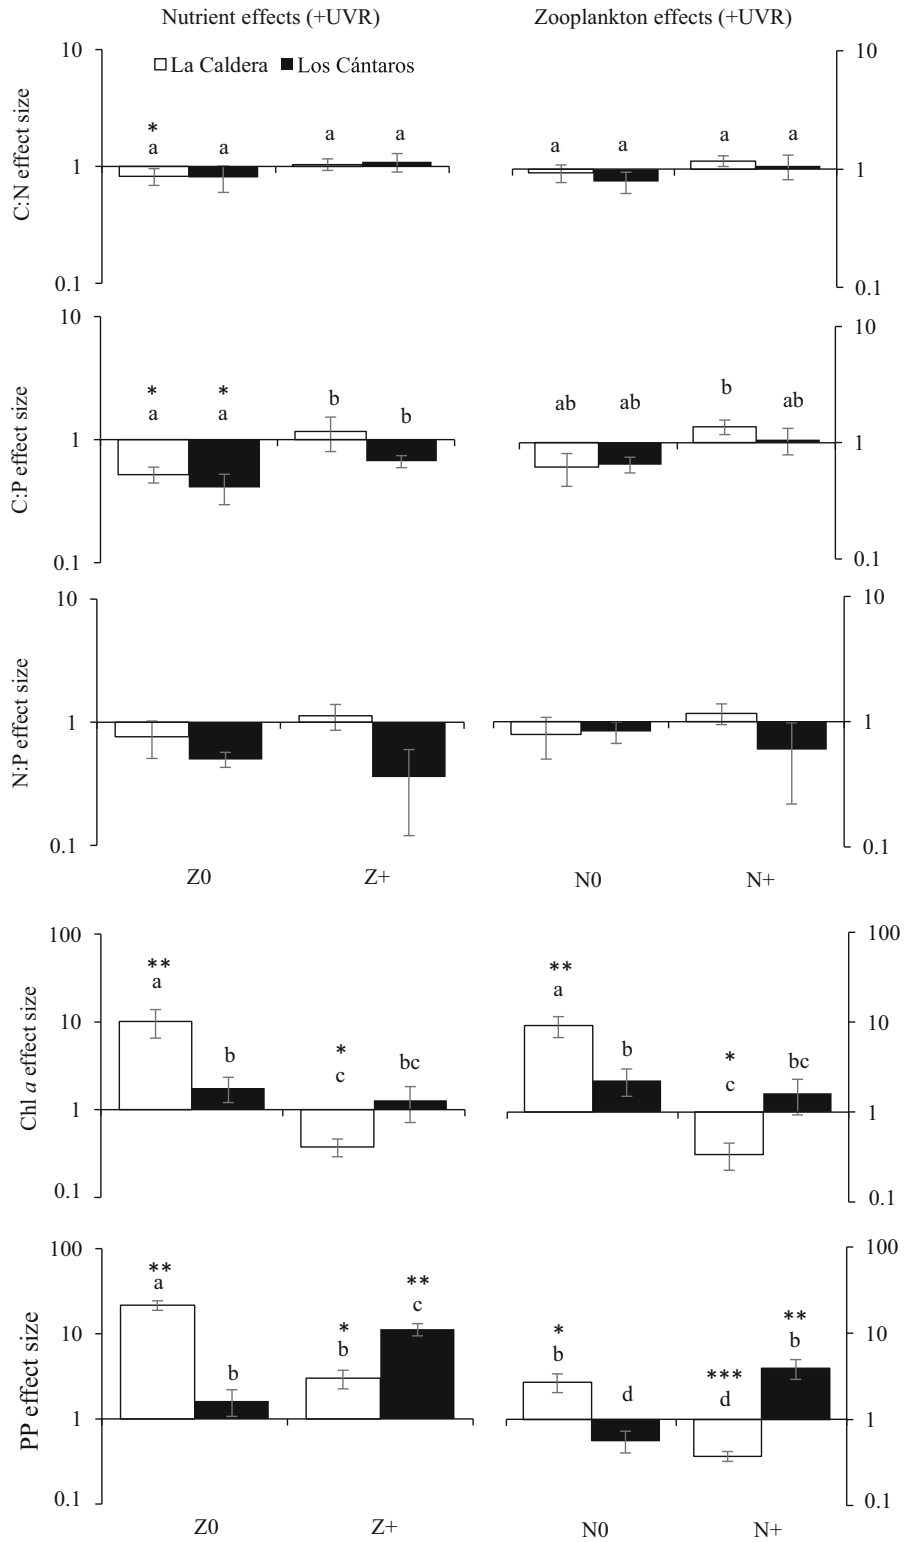 Nutrient effects (+UVR)
Zooplankton effects (+UVR)
La Caldera
Los Cántaros
C:N effect size
10
1
0.1
*
a
a
a
a
a
a
a
a
10
1
0.1
C:P effect size
10
1
0.1
*
a
*
a
b
b
ab
ab
b
ab
10
1
0.1
N:P effect size
10
1
0.1
10
1
0.1
Z0
Z+
N0
N+
Chl a effect size
100
10
1
0.1
**
a
b
*
c
bc
**
a
b
*
c
bc
100
10
1
0.1
PP effect size
100
10
1
0.1
**
a
b
*
b
**
c
*
b
d
***
d
**
b
100
10
1
0.1
Z0
Z+
N0
N+